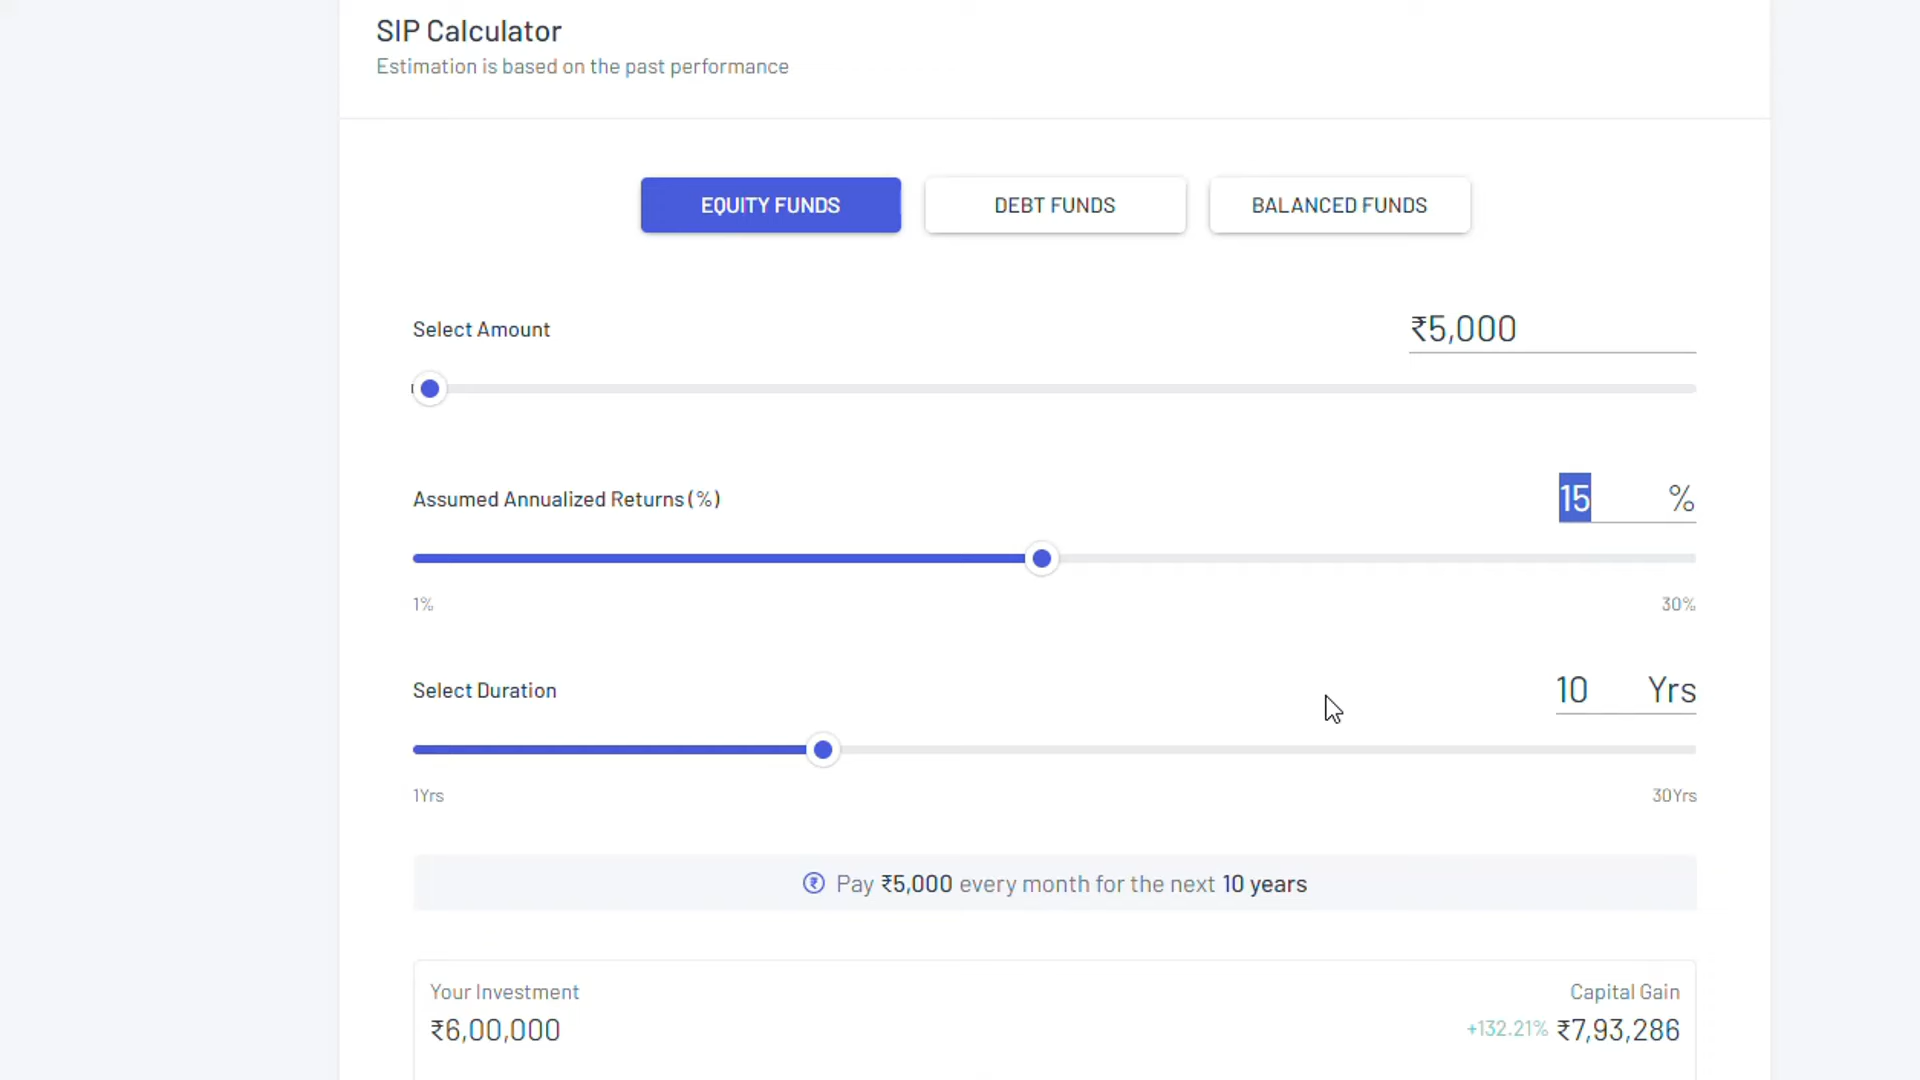 SIP Calculator
Estimation is based on the past performance
EQUITY FUNDS
DEBT FUNDS
BALANCED FUNDS
Select Amount
₹5,000
Assumed Annualized Returns (%)
15 %
1%
30%
Select Duration
10 Yrs
1Yrs
30Yrs
₹ Pay ₹5,000 every month for the next 10 years
Your Investment
Capital Gain
₹6,00,000
+132.21% ₹7,93,286